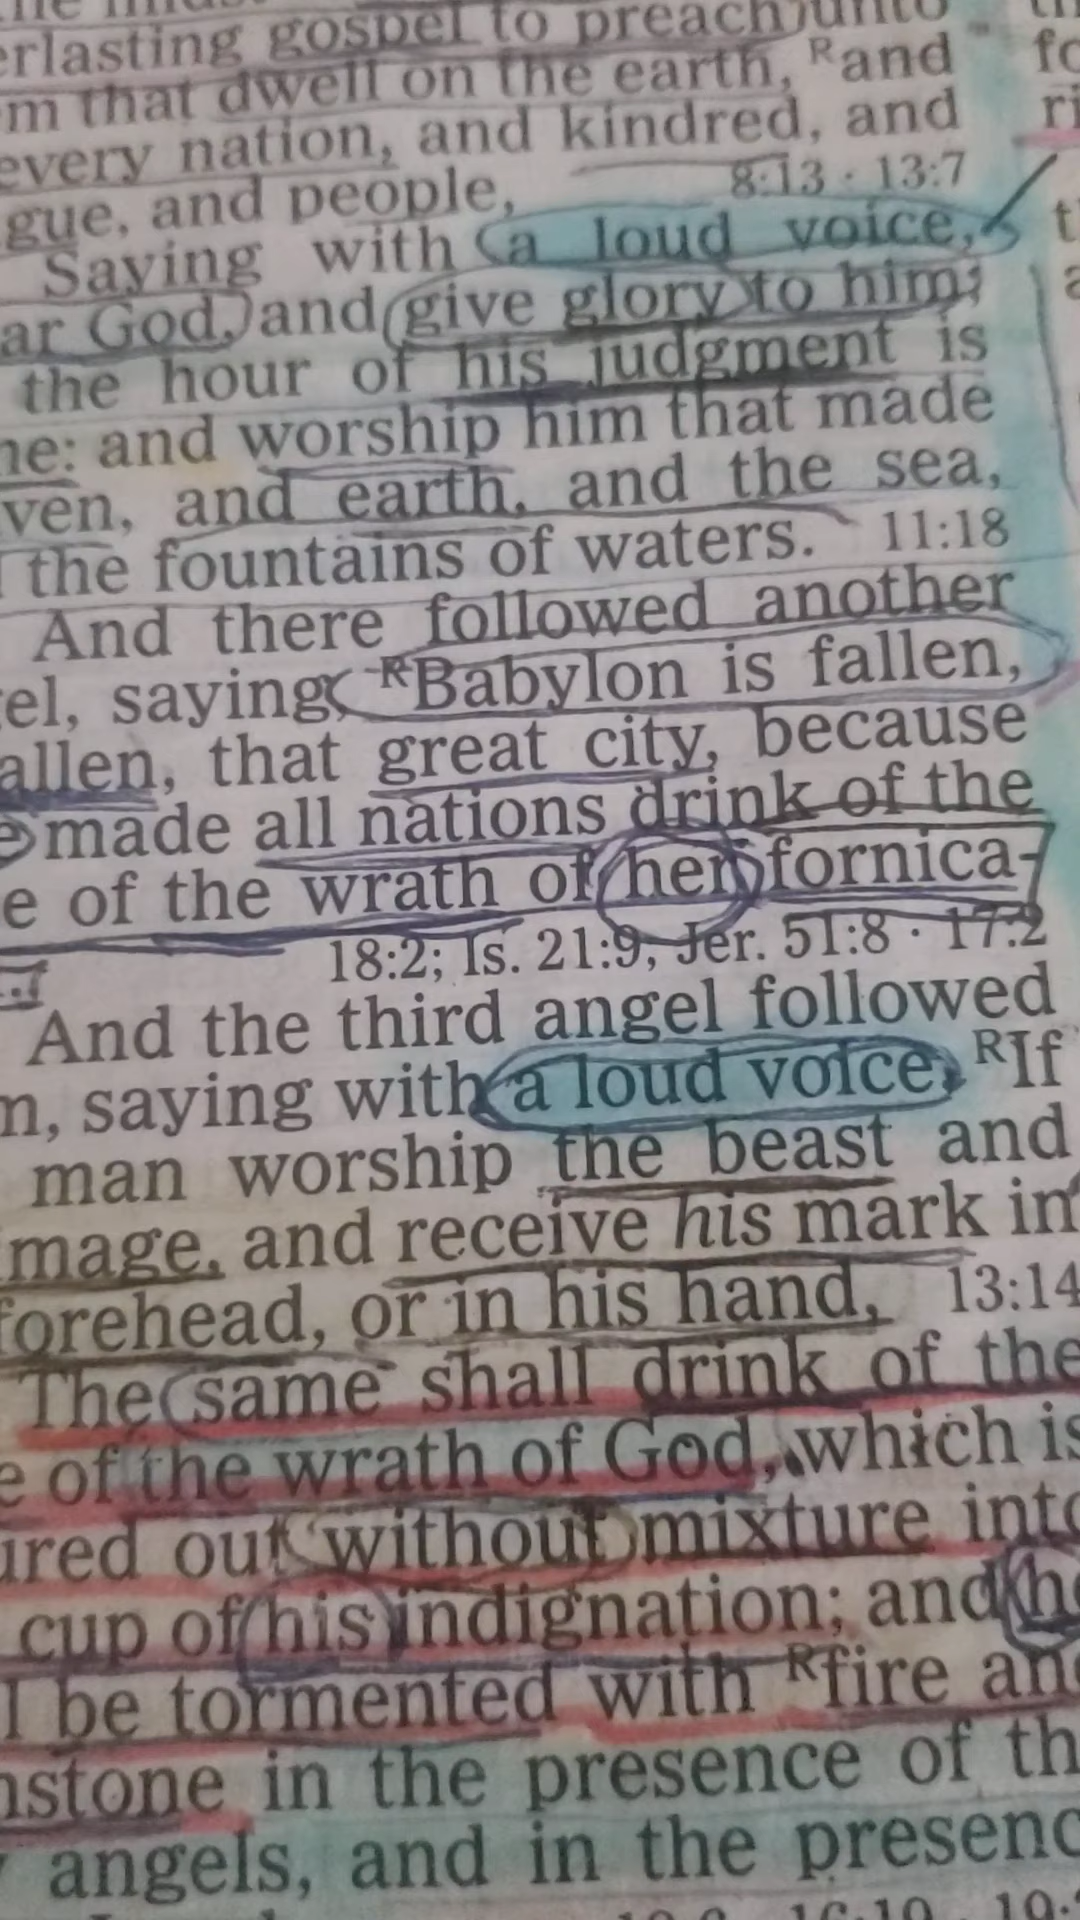 erlasting gospel to preach unto
m that dwell on the earth, ᴿand
every nation, and kindred, and
gue, and people, 8:13 · 13:7
Saying with a loud voice,
ar God, and give glory to him;
the hour of his judgment is
me: and worship him that made
ven, and earth, and the sea,
the fountains of waters. 11:18
And there followed another
el, saying, ᴿBabylon is fallen,
allen, that great city, because
e made all nations drink of the
e of the wrath of her fornica-
18:2; Is. 21:9; Jer. 51:8 · 17:2
And the third angel followed
m, saying with a loud voice, ᴿIf
man worship the beast and
mage, and receive his mark in
forehead, or in his hand, 13:14
The same shall drink of the
e of the wrath of God, which is
ured out without mixture into
cup of his indignation; and he
l be tormented with ᴿfire and
nstone in the presence of th
y angels, and in the presenc